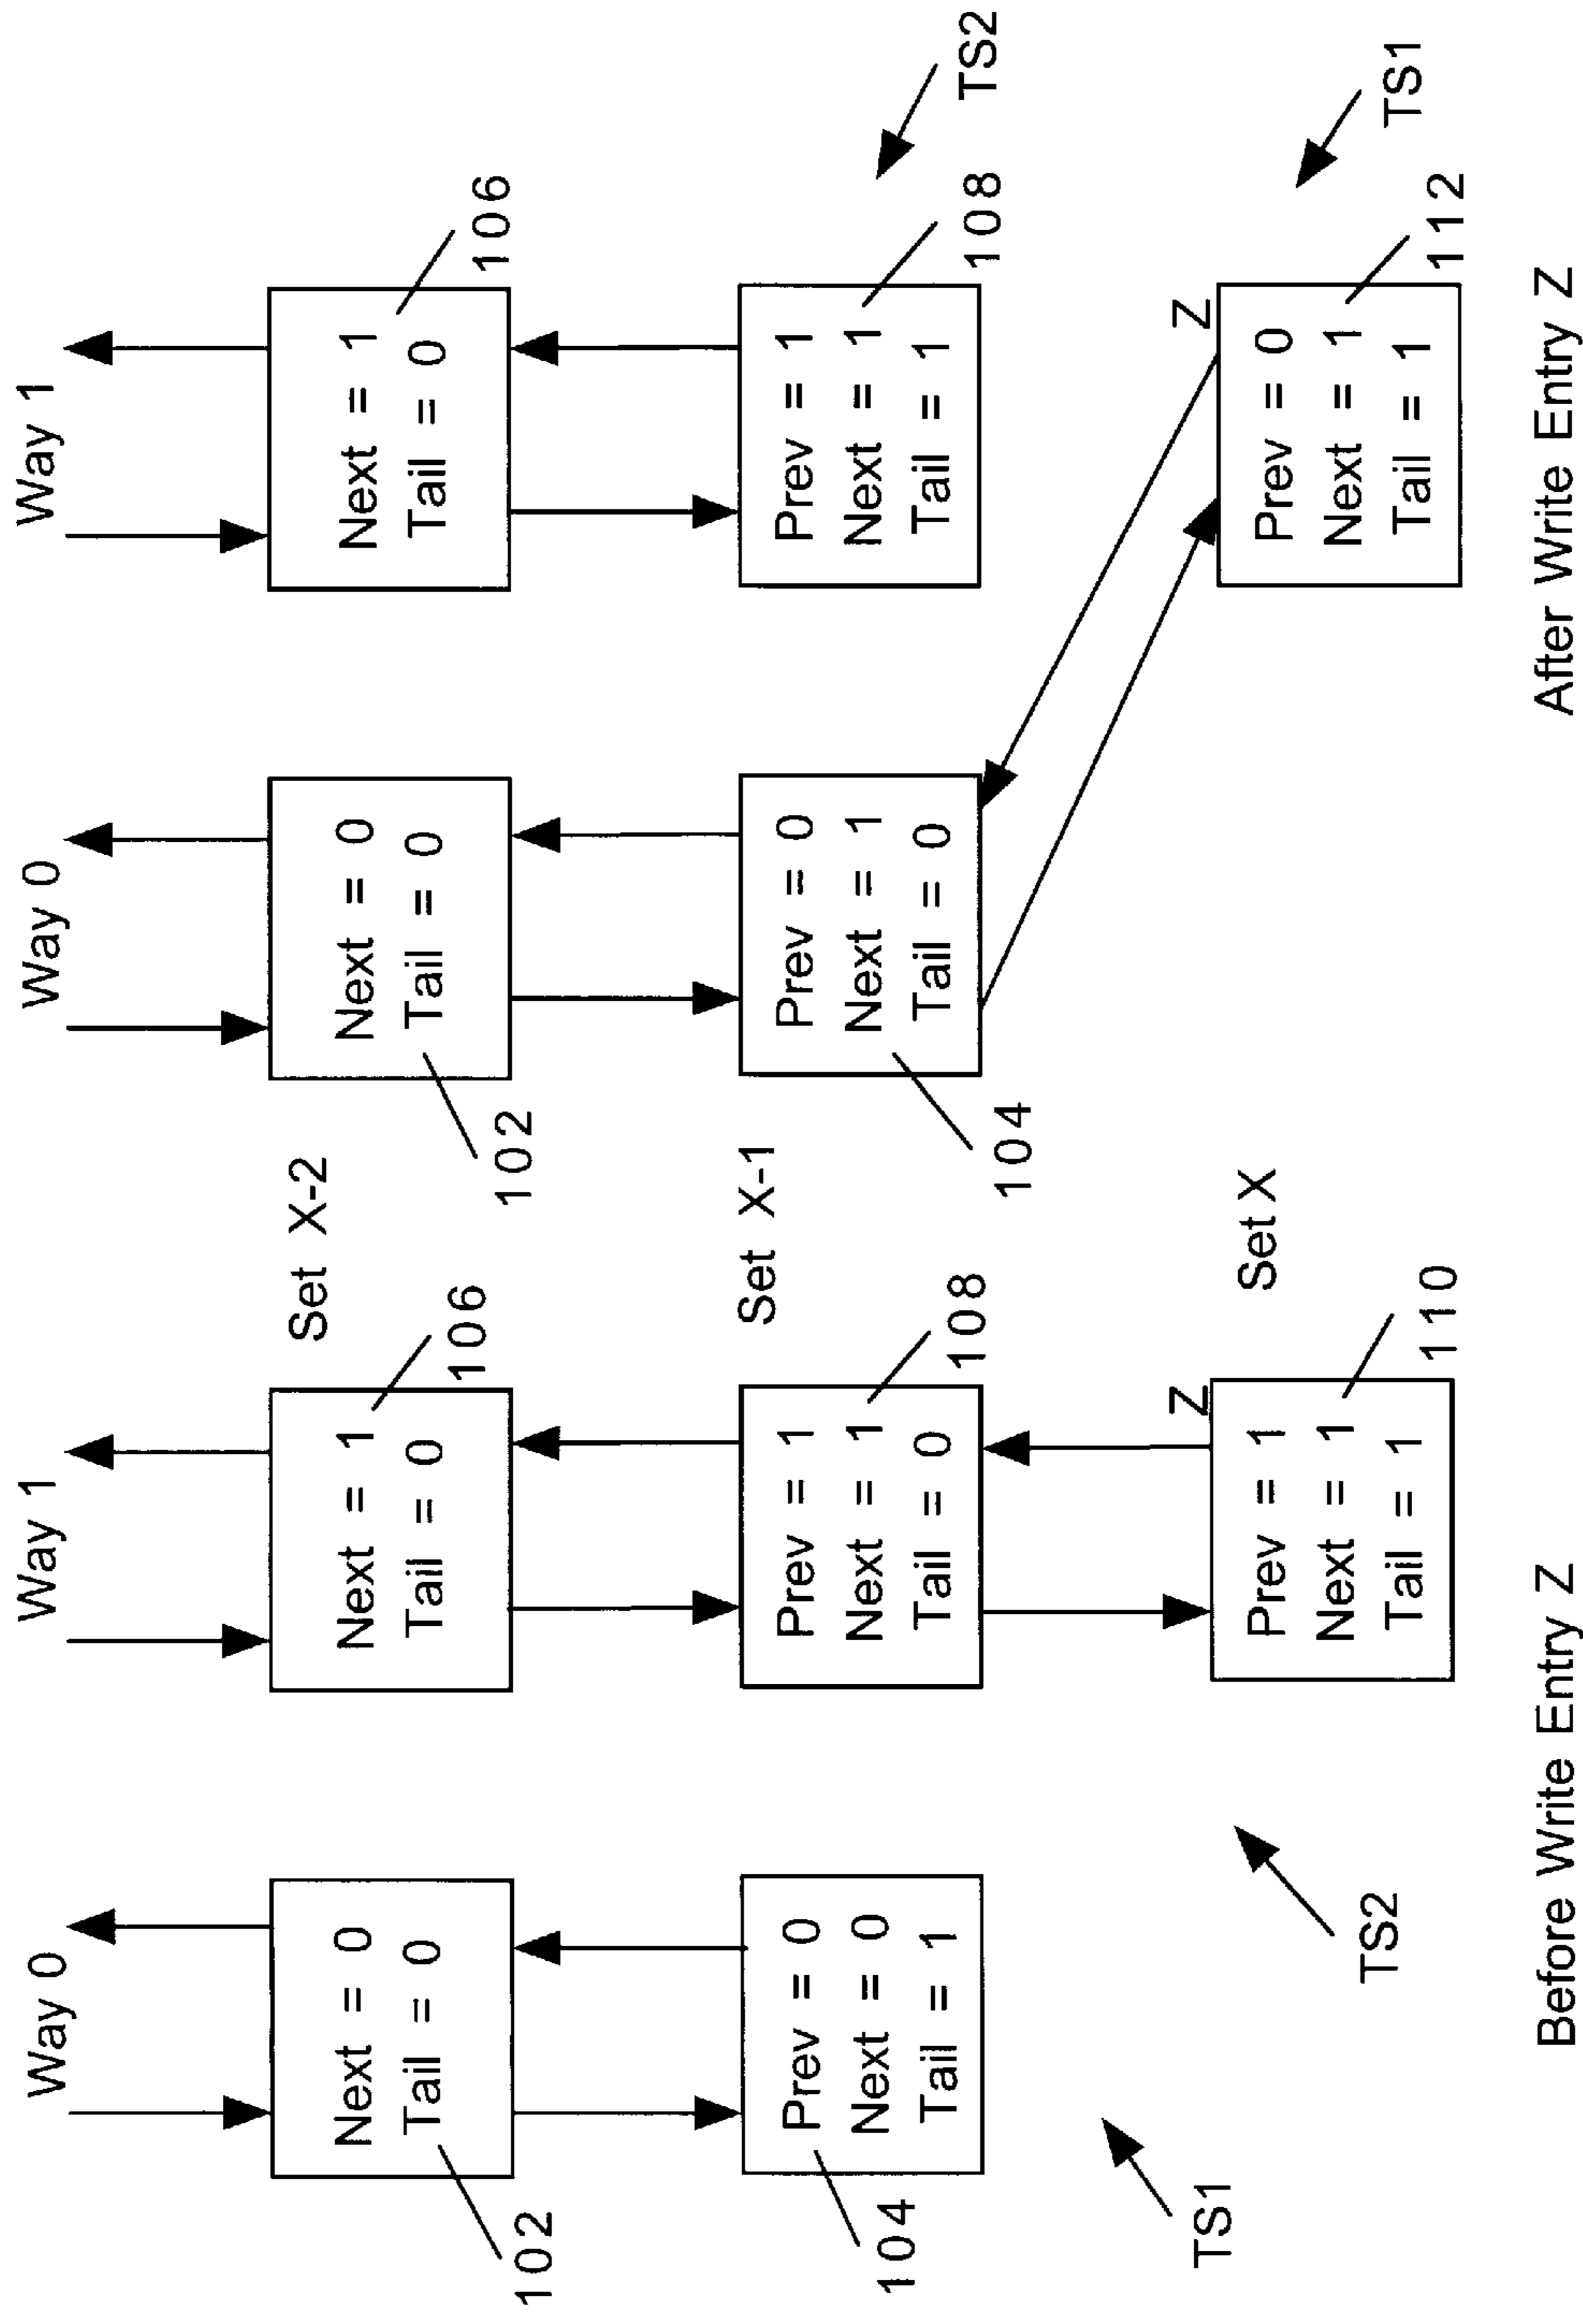 Way 0
Way 1
Way 0
Way 1
Next = 0
Tail = 0
102
Next = 1
Tail = 0
106
Set X-2
Next = 0
Tail = 0
102
Next = 1
Tail = 0
106
Prev = 0
Next = 0
Tail = 1
104
Prev = 1
Next = 1
Tail = 0
108
Set X-1
Prev = 0
Next = 1
Tail = 0
104
Prev = 1
Next = 1
Tail = 1
108
TS2
TS1
TS2
Z
Prev = 1
Next = 1
Tail = 1
110
Set X
Z
Prev = 0
Next = 1
Tail = 1
112
TS1
Before Write Entry Z
After Write Entry Z